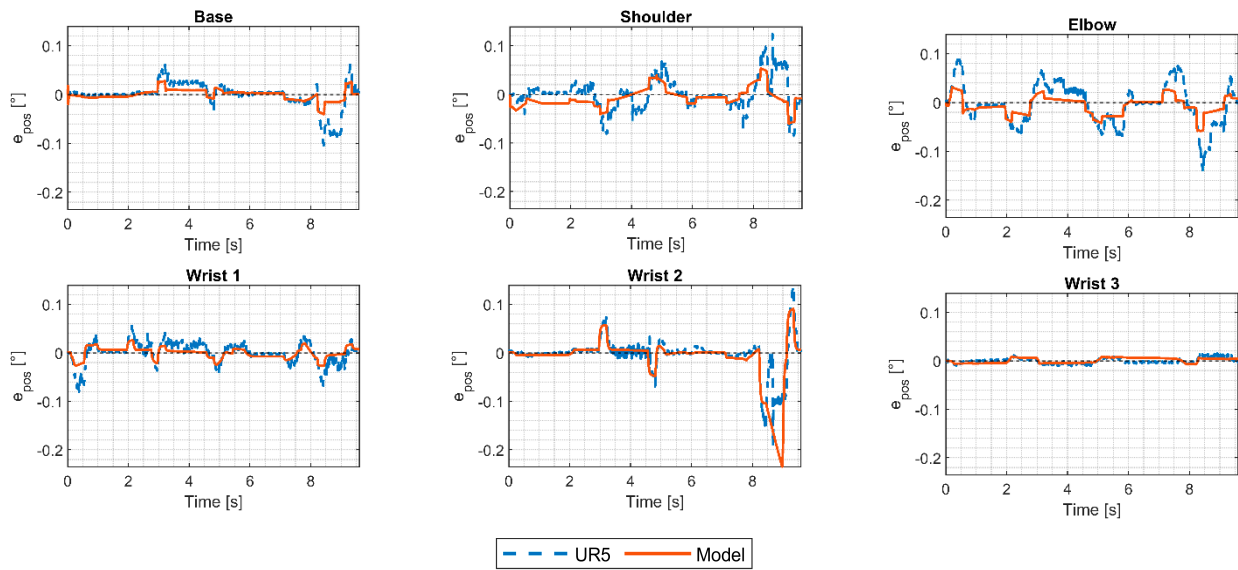 Base
Shoulder
Elbow
e_pos [°]
0.1
0
-0.1
-0.2
0 2 4 6 8
Time [s]
e_pos [°]
0.1
0
-0.1
-0.2
0 2 4 6 8
Time [s]
e_pos [°]
0.1
0
-0.1
-0.2
0 2 4 6 8
Time [s]
Wrist 1
Wrist 2
Wrist 3
e_pos [°]
0.1
0
-0.1
-0.2
0 2 4 6 8
Time [s]
e_pos [°]
0.1
0
-0.1
-0.2
0 2 4 6 8
Time [s]
e_pos [°]
0.1
0
-0.1
-0.2
0 2 4 6 8
Time [s]
UR5 Model